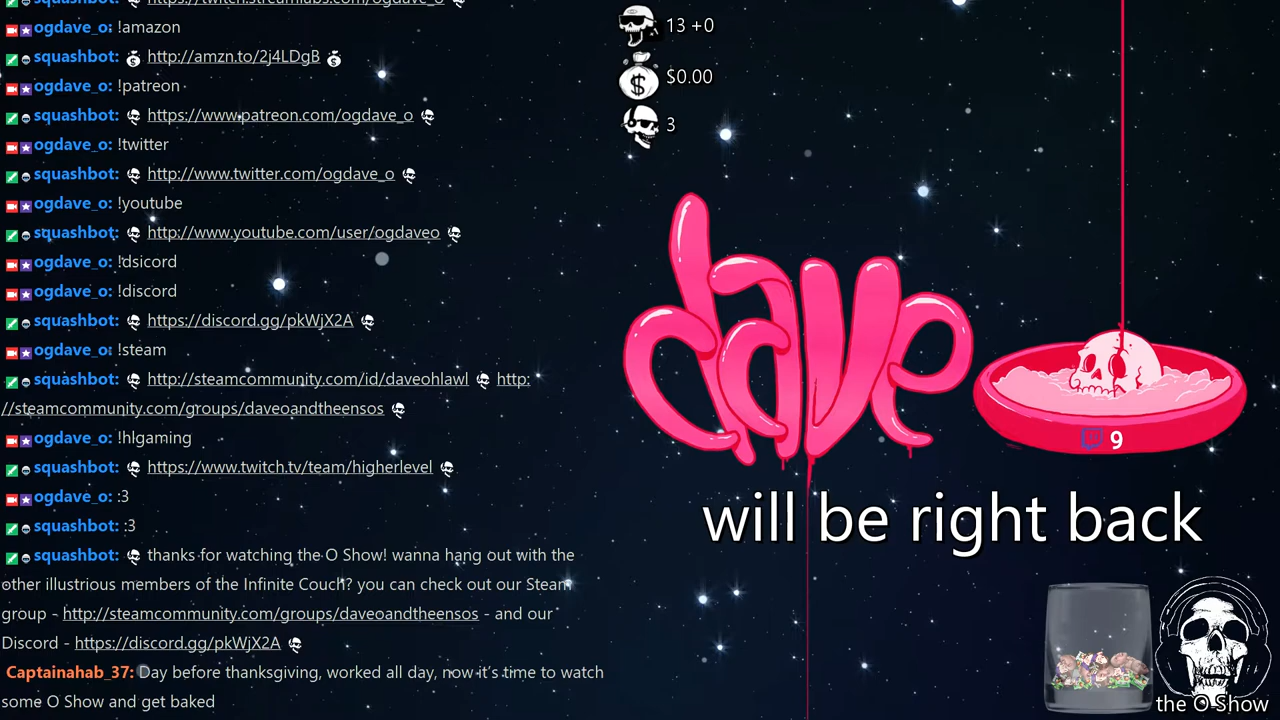 https://twitch.streamlabs.com/ogdave_o
ogdave_o: !amazon
squashbot: http://amzn.to/2j4LDgB
ogdave_o: !patreon
squashbot: https://www.patreon.com/ogdave_o
ogdave_o: !twitter
squashbot: http://www.twitter.com/ogdave_o
ogdave_o: !youtube
squashbot: http://www.youtube.com/user/ogdaveo
ogdave_o: !dsicord
ogdave_o: !discord
squashbot: https://discord.gg/pkWjX2A
ogdave_o: !steam
squashbot: http://steamcommunity.com/id/daveohlawl http:
//steamcommunity.com/groups/daveoandtheensos
ogdave_o: !hlgaming
squashbot: https://www.twitch.tv/team/higherlevel
ogdave_o: :3
squashbot: :3
squashbot: thanks for watching the O Show! wanna hang out with the
other illustrious members of the Infinite Couch? you can check out our Steam
group - http://steamcommunity.com/groups/daveoandtheensos - and our
Discord - https://discord.gg/pkWjX2A
Captainahab_37: Day before thanksgiving, worked all day, now it's time to watch
some O Show and get baked
13 +0
$0.00
3
dave
9
will be right back
the O Show